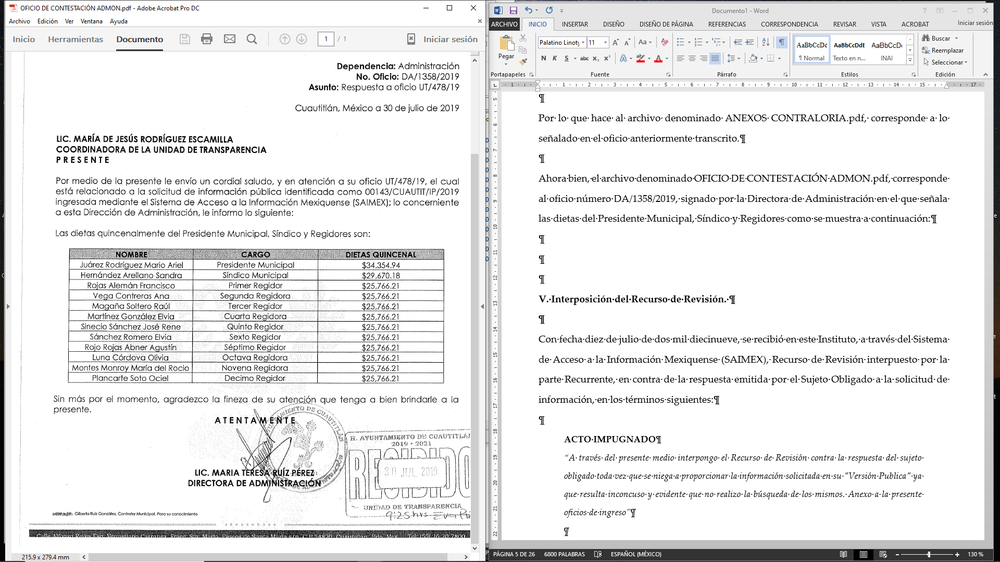 OFICIO DE CONTESTACIÓN ADMON.pdf - Adobe Acrobat Pro DC
Archivo Edición Ver Ventana Ayuda
Inicio Herramientas Documento 1 / 1 Iniciar sesión
Dependencia: Administración
No. Oficio: DA/1358/2019
Asunto: Respuesta a oficio UT/478/19
Cuautitlán, México a 30 de julio de 2019
LIC. MARÍA DE JESÚS RODRÍGUEZ ESCAMILLA
COORDINADORA DE LA UNIDAD DE TRANSPARENCIA
P R E S E N T E
Por medio de la presente le envío un cordial saludo, y en atención a su oficio UT/478/19, el cual
está relacionado a la solicitud de información pública identificada como 00143/CUAUTIT/IP/2019
ingresada mediante el Sistema de Acceso a la Información Mexiquense (SAIMEX); lo concerniente
a esta Dirección de Administración, le informo lo siguiente:
Las dietas quincenalmente del Presidente Municipal, Síndico y Regidores son:
NOMBRE CARGO DIETAS QUINCENAL
Juárez Rodríguez Mario Ariel Presidente Municipal $34,354.94
Hernández Arellano Sandra Síndico Municipal $29,670.18
Rojas Alemán Francisco Primer Regidor $25,766.21
Vega Contreras Ana Segunda Regidora $25,766.21
Magaña Soltero Raúl Tercer Regidor $25,766.21
Martínez González Elvia Cuarta Regidora $25,766.21
Sinecio Sánchez José Rene Quinto Regidor $25,766.21
Sánchez Romero Elvia Sexto Regidor $25,766.21
Rojo Rojas Abner Agustín Séptimo Regidor $25,766.21
Luna Córdova Olivia Octava Regidora $25,766.21
Montes Monroy María del Rocio Novena Regidora $25,766.21
Plancarte Soto Ociel Decimo Regidor $25,766.21
Sin más por el momento, agradezco la fineza de su atención que tenga a bien brindarle a la
presente.
A T E N T A M E N T E
LIC. MARIA TERESA RUÍZ PÉREZ
DIRECTORA DE ADMINISTRACIÓN
H. AYUNTAMIENTO DE CUAUTITLA
2019 - 2021
RECIBIDO
30 JUL 2019
UNIDAD DE TRANSPARENCIA
9:25 hrs
Lic. Gilberto Ruiz González. Contralor Municipal. Para su conocimiento
215.9 x 279.4 mm
Documento1 - Word
ARCHIVO INICIO INSERTAR DISEÑO DISEÑO DE PÁGINA REFERENCIAS CORRESPONDENCIA REVISAR VISTA ACROBAT Iniciar sesión
Pegar
Palatino Linoty 11
N K S abc x₂ x²
AaBbCcDd AaBbCcDdE AaBbCcDd
¶ Normal Texto en n... INAI
Buscar
Reemplazar
Seleccionar
Portapapeles Fuente Párrafo Estilos Edición
1 1 2 3 4 5 6 7 8 9 10 11 12 13 14 15 17
¶
Por lo que hace al archivo denominado ANEXOS CONTRALORIA.pdf, corresponde a lo
señalado en el oficio anteriormente transcrito.¶
¶
Ahora bien, el archivo denominado OFICIO DE CONTESTACIÓN ADMON.pdf, corresponde
al oficio número DA/1358/2019, signado por la Directora de Administración en el que señala
las dietas del Presidente Municipal, Síndico y Regidores como se muestra a continuación:¶
¶
¶
¶
V. Interposición del Recurso de Revisión. ¶
¶
Con fecha diez de julio de dos mil diecinueve, se recibió en este Instituto, a través del Sistema
de Acceso a la Información Mexiquense (SAIMEX), Recurso de Revisión interpuesto por la
parte Recurrente, en contra de la respuesta emitida por el Sujeto Obligado a la solicitud de
información, en los términos siguientes:¶
¶
ACTO IMPUGNADO¶
“A través del presente medio interpongo el Recurso de Revisión contra la respuesta del sujeto
obligado toda vez que se niega a proporcionar la información solicitada en su "Versión Publica" ya
que resulta inconcuso y evidente que no realizo la búsqueda de los mismos. Anexo a la presente
oficios de ingreso”¶
¶
PÁGINA 5 DE 26 6800 PALABRAS ESPAÑOL (MÉXICO) 130 %